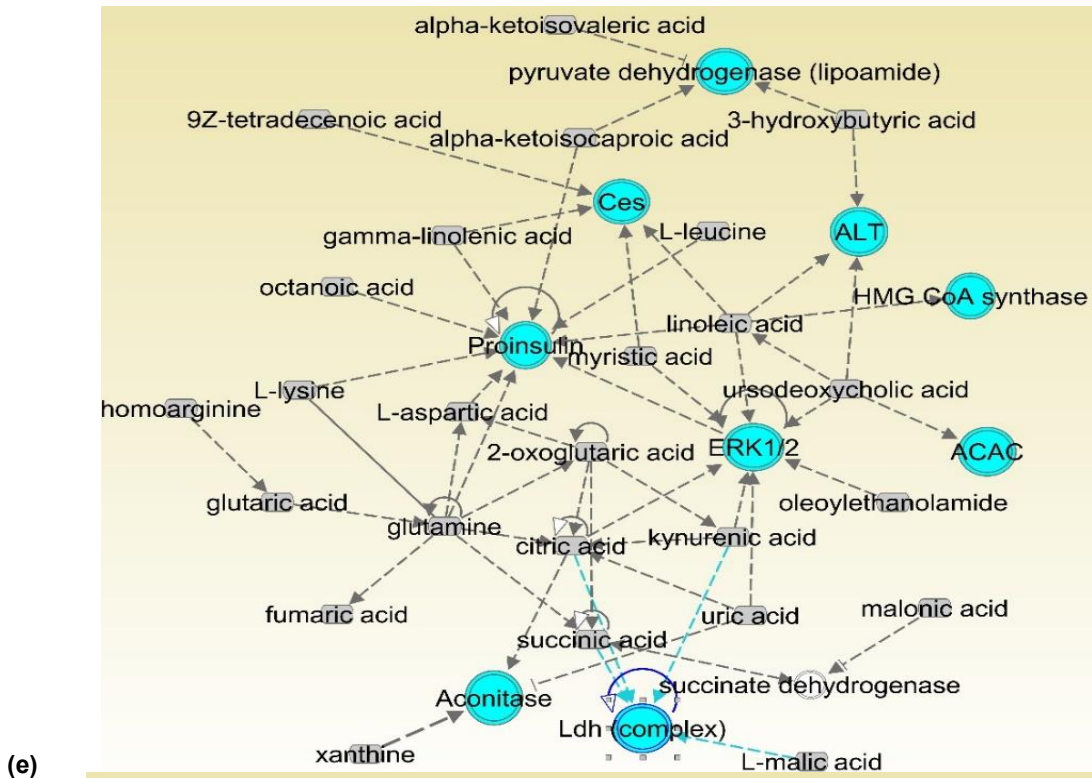 alpha-ketoisovaleric acid
pyruvate dehydrogenase (lipoamide)
9Z-tetradecenoic acid
3-hydroxybutyric acid
alpha-ketoisocaproic acid
Ces
gamma-linolenic acid
L-leucine
ALT
octanoic acid
HMG CoA synthase
linoleic acid
Proinsulin
myristic acid
L-lysine
ursodeoxycholic acid
homoarginine
L-aspartic acid
2-oxoglutaric acid
ERK1/2
ACAC
glutaric acid
oleoylethanolamide
glutamine
citric acid
kynurenic acid
fumaric acid
uric acid
malonic acid
succinic acid
succinate dehydrogenase
Aconitase
Ldh (complex)
xanthine
L-malic acid
(e)